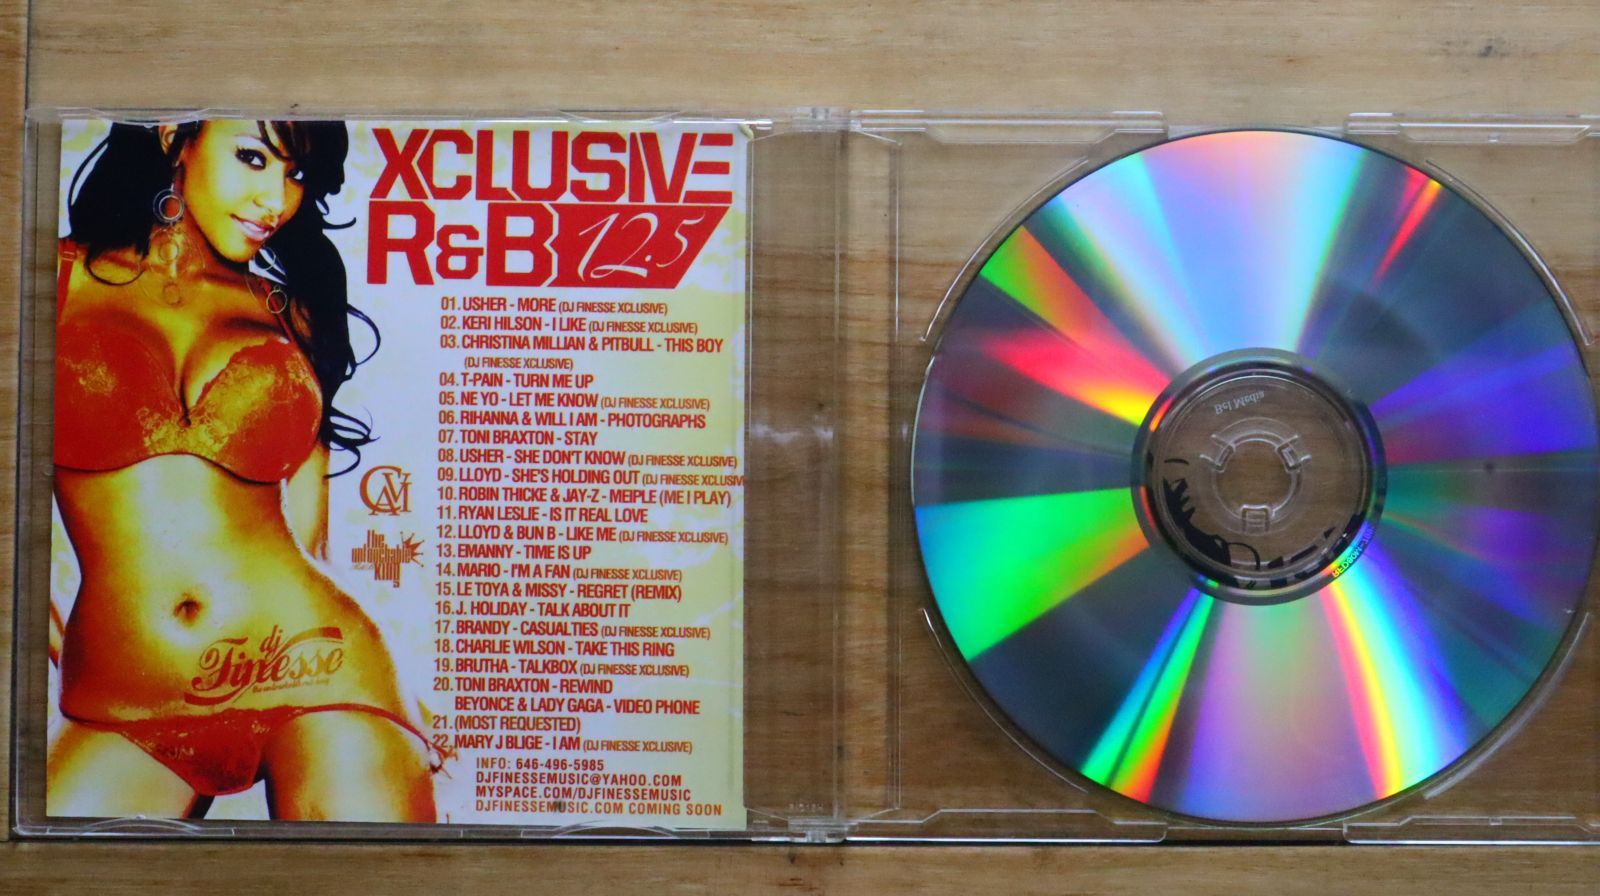 XCLUSIVE
R&B 12.5
01. USHER - MORE (DJ FINESSE XCLUSIVE)
02. KERI HILSON - I LIKE (DJ FINESSE XCLUSIVE)
03. CHRISTINA MILLIAN & PITBULL - THIS BOY
(DJ FINESSE XCLUSIVE)
04. T-PAIN - TURN ME UP
05. NE YO - LET ME KNOW (DJ FINESSE XCLUSIVE)
06. RIHANNA & WILL I AM - PHOTOGRAPHS
07. TONI BRAXTON - STAY
08. USHER - SHE DON'T KNOW (DJ FINESSE XCLUSIVE)
09. LLOYD - SHE'S HOLDING OUT (DJ FINESSE XCLUSIV
10. ROBIN THICKE & JAY-Z - MEIPLE (ME I PLAY)
11. RYAN LESLIE - IS IT REAL LOVE
12. LLOYD & BUN B - LIKE ME (DJ FINESSE XCLUSIVE)
13. EMANNY - TIME IS UP
14. MARIO - I'M A FAN (DJ FINESSE XCLUSIVE)
15. LE TOYA & MISSY - REGRET (REMIX)
16. J. HOLIDAY - TALK ABOUT IT
17. BRANDY - CASUALTIES (DJ FINESSE XCLUSIVE)
18. CHARLIE WILSON - TAKE THIS RING
19. BRUTHA - TALKBOX (DJ FINESSE XCLUSIVE)
20. TONI BRAXTON - REWIND
BEYONCE & LADY GAGA - VIDEO PHONE
21. (MOST REQUESTED)
22. MARY J BLIGE - I AM (DJ FINESSE XCLUSIVE)
INFO: 646-496-5985
DJFINESSEMUSIC@YAHOO.COM
MYSPACE.COM/DJFINESSEMUSIC
DJFINESSEMUSIC.COM COMING SOON
the
untouchable
King
dj
Finesse
Bel Media